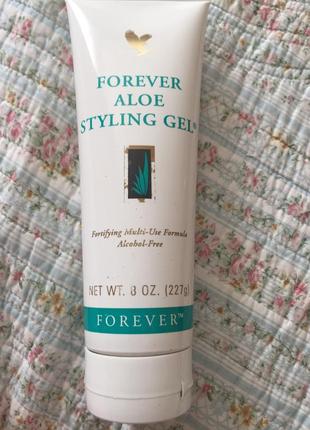 FOREVER
ALOE
STYLING GEL®
Fortifying Multi-Use Formula
Alcohol-Free
NET WT. 8 OZ. (227g)
FOREVER™